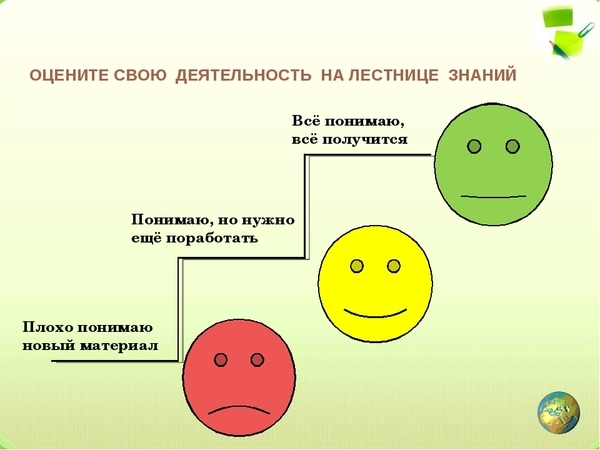 ОЦЕНИТЕ СВОЮ ДЕЯТЕЛЬНОСТЬ НА ЛЕСТНИЦЕ ЗНАНИЙ
Всё понимаю,
всё получится
Понимаю, но нужно
ещё поработать
Плохо понимаю
новый материал